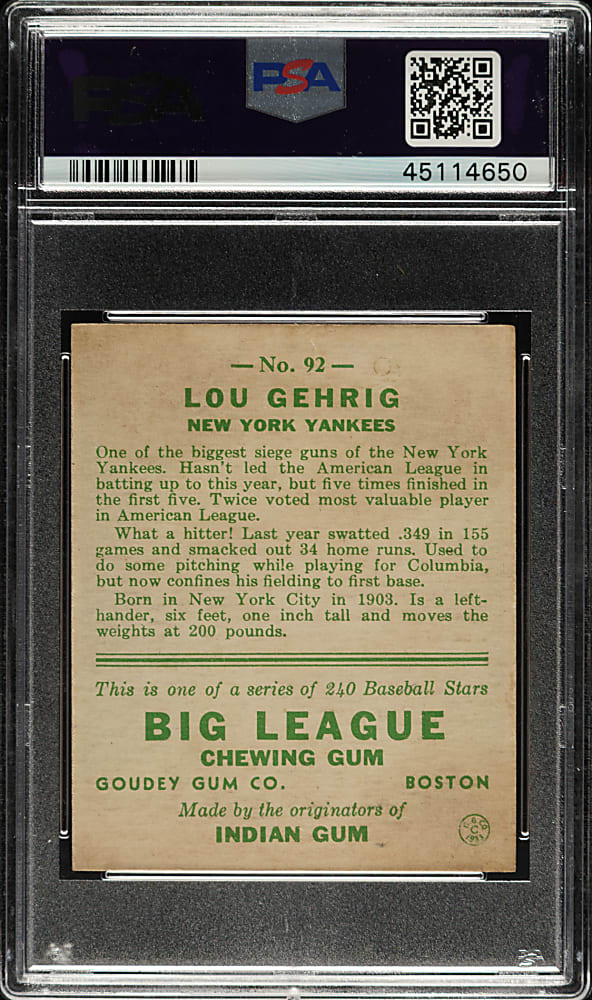 PSA
45114650
— No. 92 —
LOU GEHRIG
NEW YORK YANKEES
One of the biggest siege guns of the New York
Yankees. Hasn't led the American League in
batting up to this year, but five times finished in
the first five. Twice voted most valuable player
in American League.
What a hitter! Last year swatted .349 in 155
games and smacked out 34 home runs. Used to
do some pitching while playing for Columbia,
but now confines his fielding to first base.
Born in New York City in 1903. Is a left-
hander, six feet, one inch tall and moves the
weights at 200 pounds.
This is one of a series of 240 Baseball Stars
BIG LEAGUE
CHEWING GUM
GOUDEY GUM CO. BOSTON
Made by the originators of
INDIAN GUM
C
1933